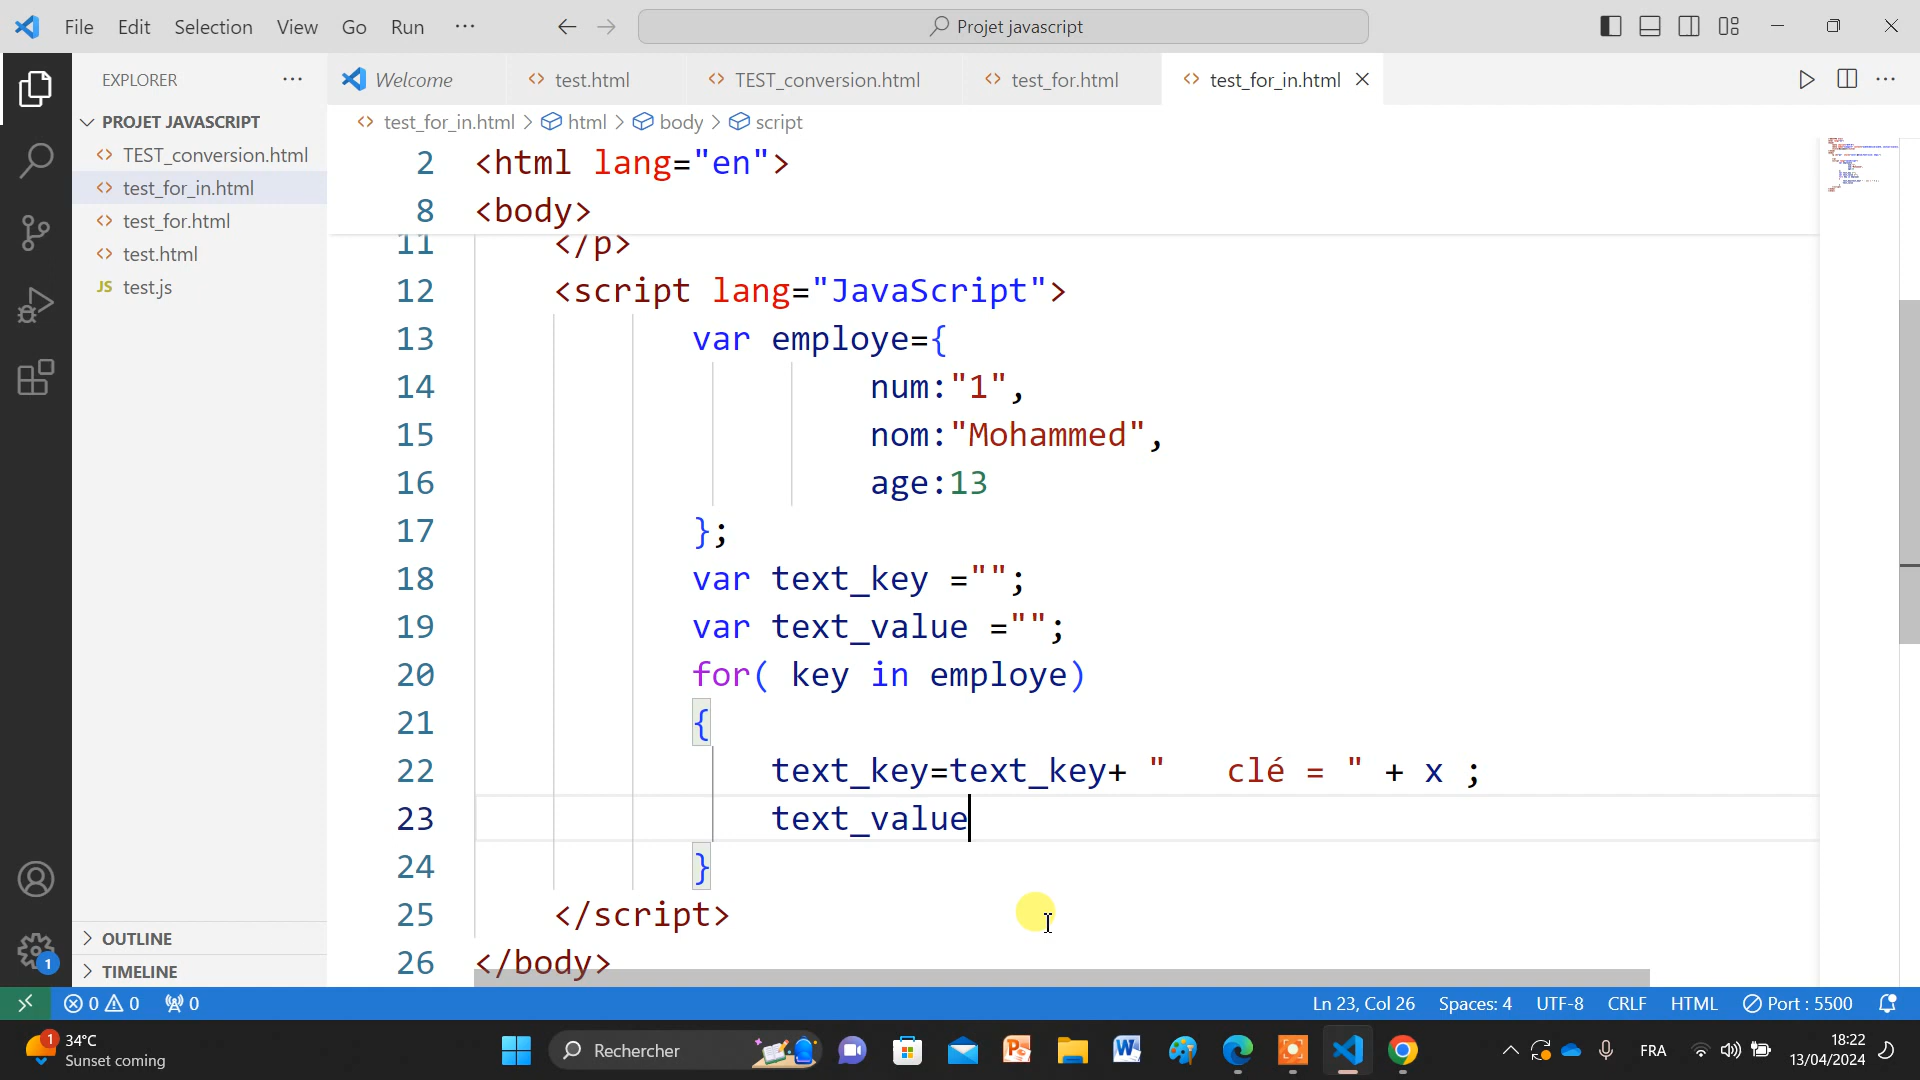 File Edit Selection View Go Run ···
Projet javascript
EXPLORER ···
Welcome
test.html
TEST_conversion.html
test_for.html
test_for_in.html
PROJET JAVASCRIPT
TEST_conversion.html
test_for_in.html
test_for.html
test.html
JS test.js
test_for_in.html > html > body > script
2 <html lang="en">
8 <body>
11 </p>
12 <script lang="JavaScript">
13 var employe={
14 num:"1",
15 nom:"Mohammed",
16 age:13
17 };
18 var text_key ="";
19 var text_value ="";
20 for( key in employe)
21 {
22 text_key=text_key+ "   clé = " + x ;
23 text_value
24 }
25 </script>
26 </body>
OUTLINE
TIMELINE
1
0 0 0
Ln 23, Col 26 Spaces: 4 UTF-8 CRLF HTML Port : 5500
1
34°C
Sunset coming
Rechercher
FRA
18:22
13/04/2024